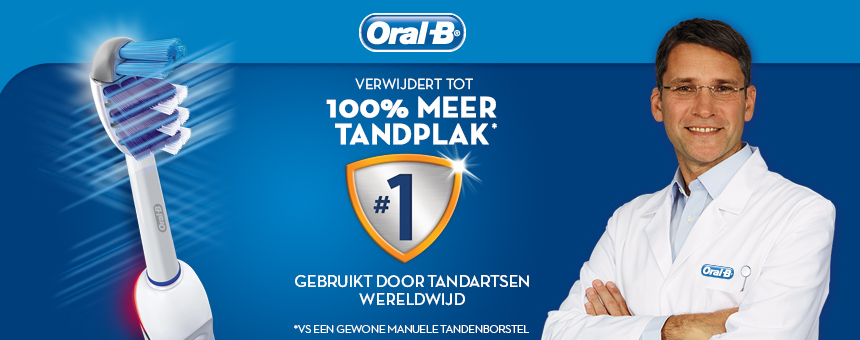 Oral-B®
VERWIJDERT TOT
100% MEER
TANDPLAK*
#1
GEBRUIKT DOOR TANDARTSEN
WERELDWIJD
*VS EEN GEWONE MANUELE TANDENBORSTEL
Oral-B
Oral-B